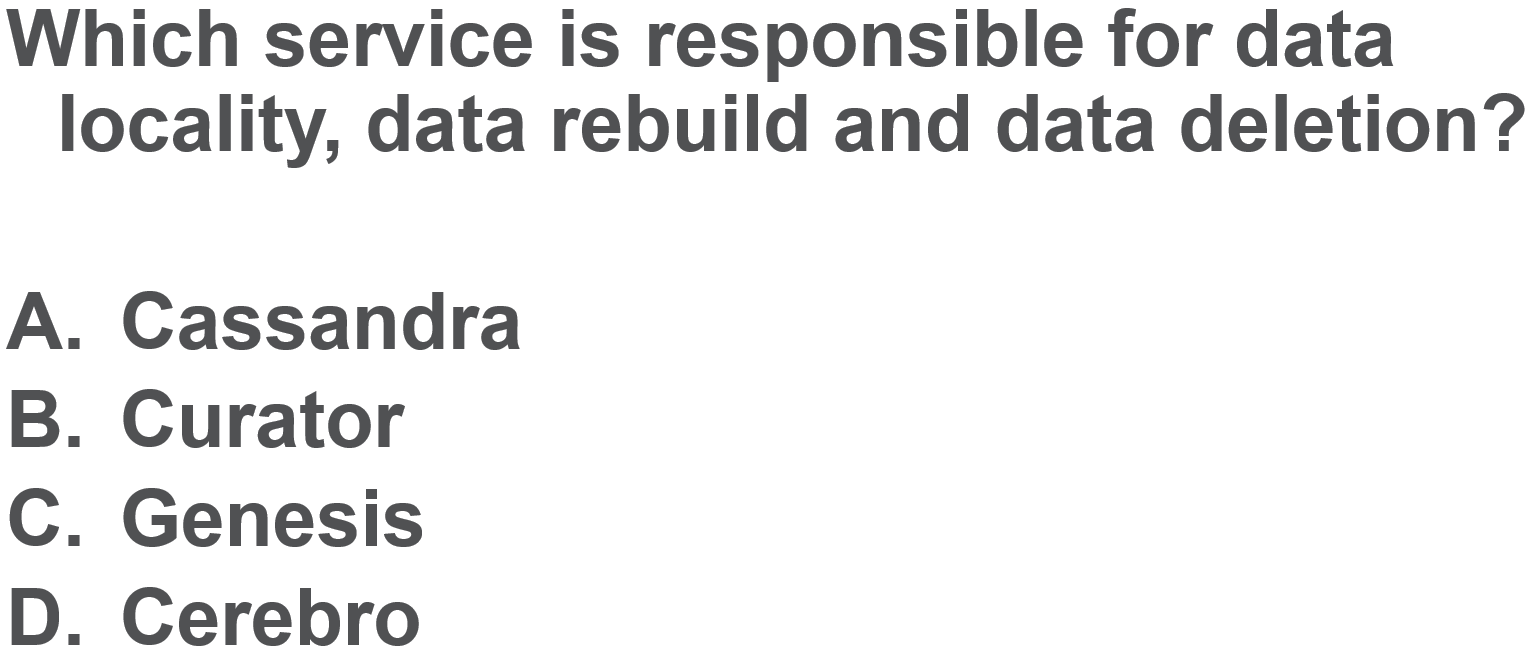 Which service is responsible for data
locality, data rebuild and data deletion?
A. Cassandra
B. Curator
C. Genesis
D. Cerebro